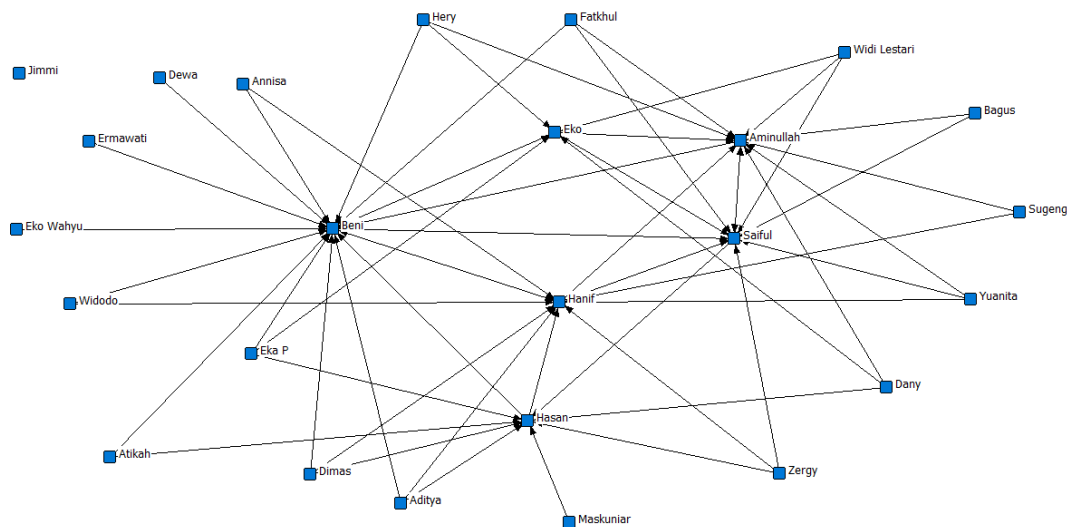 Hery
Fatkhul
Widi Lestari
Jimmi
Dewa
Annisa
Bagus
Eko
Aminullah
Ermawati
Sugeng
Eko Wahyu
Beni
Saiful
Widodo
Hanif
Yuanita
Eka P
Dany
Hasan
Atikah
Dimas
Zergy
Aditya
Maskuniar